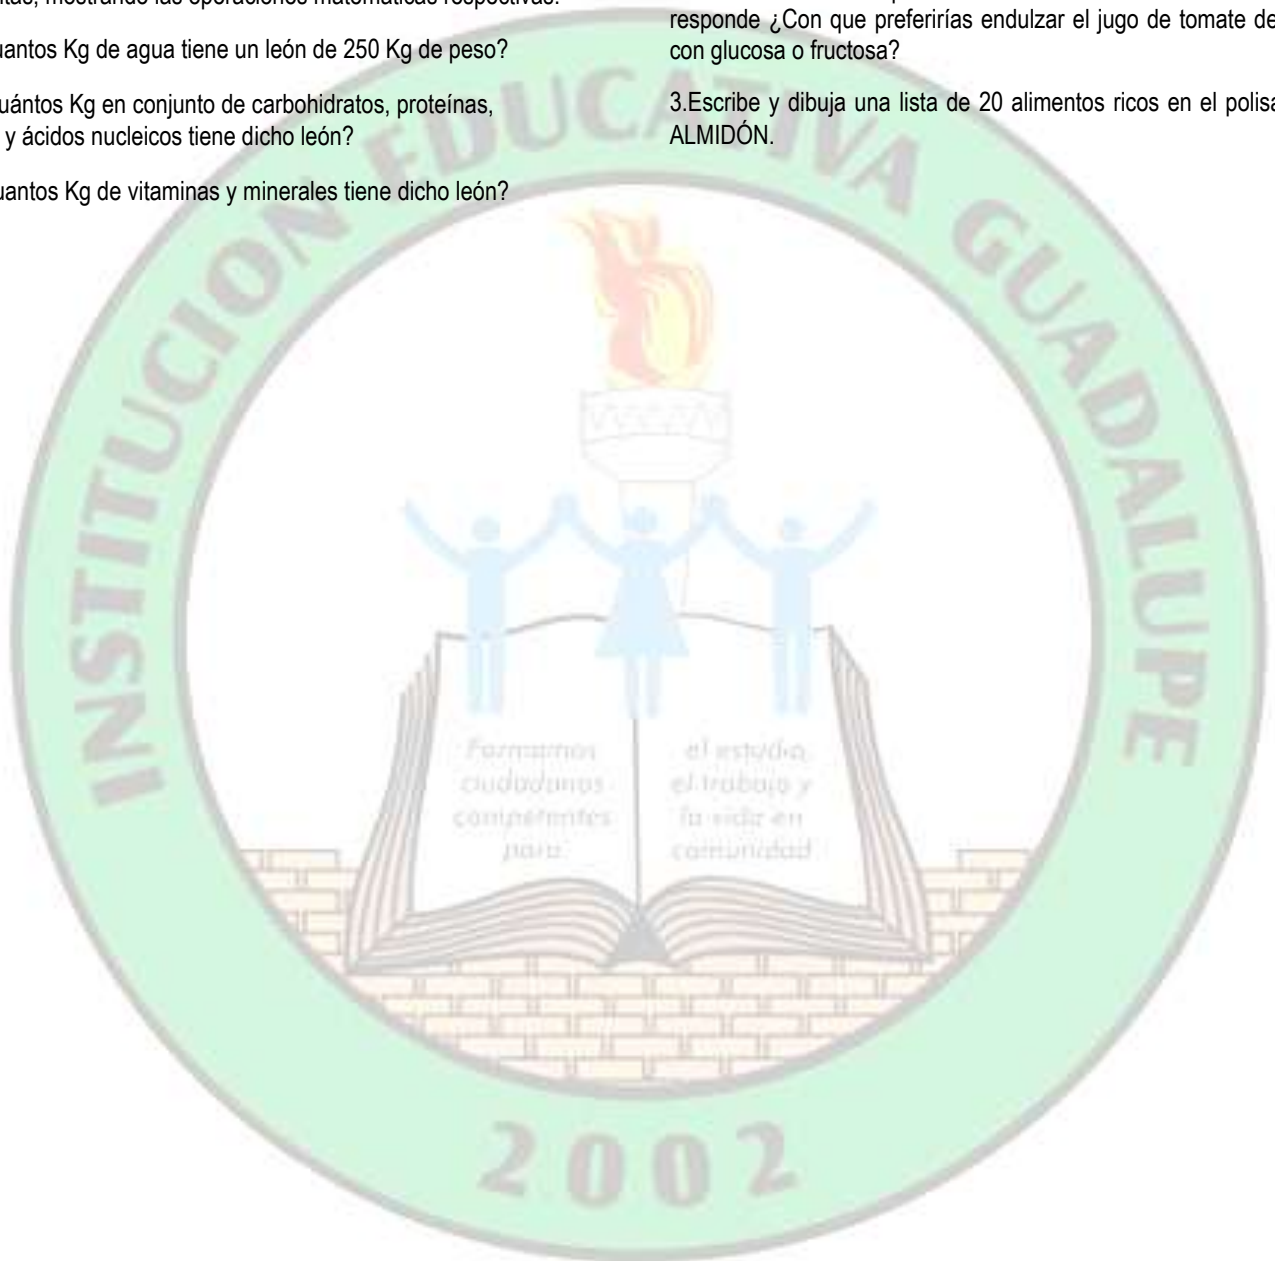 mostrando las operaciones matemáticas respectivas.
uantos Kg de agua tiene un león de 250 Kg de peso?
uántos Kg en conjunto de carbohidratos, proteínas,
y ácidos nucleicos tiene dicho león?
uantos Kg de vitaminas y minerales tiene dicho león?
responde ¿Con que preferirías endulzar el jugo de tomate de
con glucosa o fructosa?
3.Escribe y dibuja una lista de 20 alimentos ricos en el polisa
ALMIDÓN.
INSTITUCION EDUCATIVA GUADALUPE
Formamos
ciudadanos
competentes
para
el estudio,
el trabajo y
la vida en
comunidad
2002